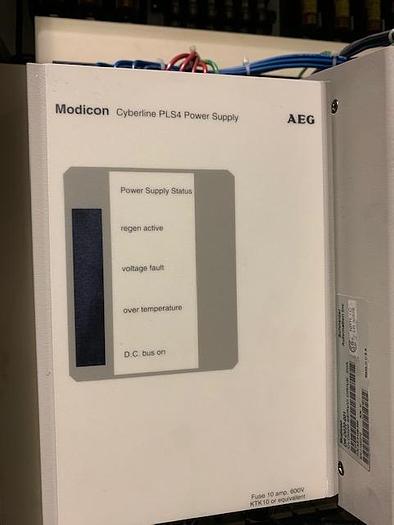 Modicon Cyberline PLS4 Power Supply
AEG
Power Supply Status
regen active
voltage fault
over temperature
D.C. bus on
Fuse 10 amp, 600V
KTK10 or equivalent